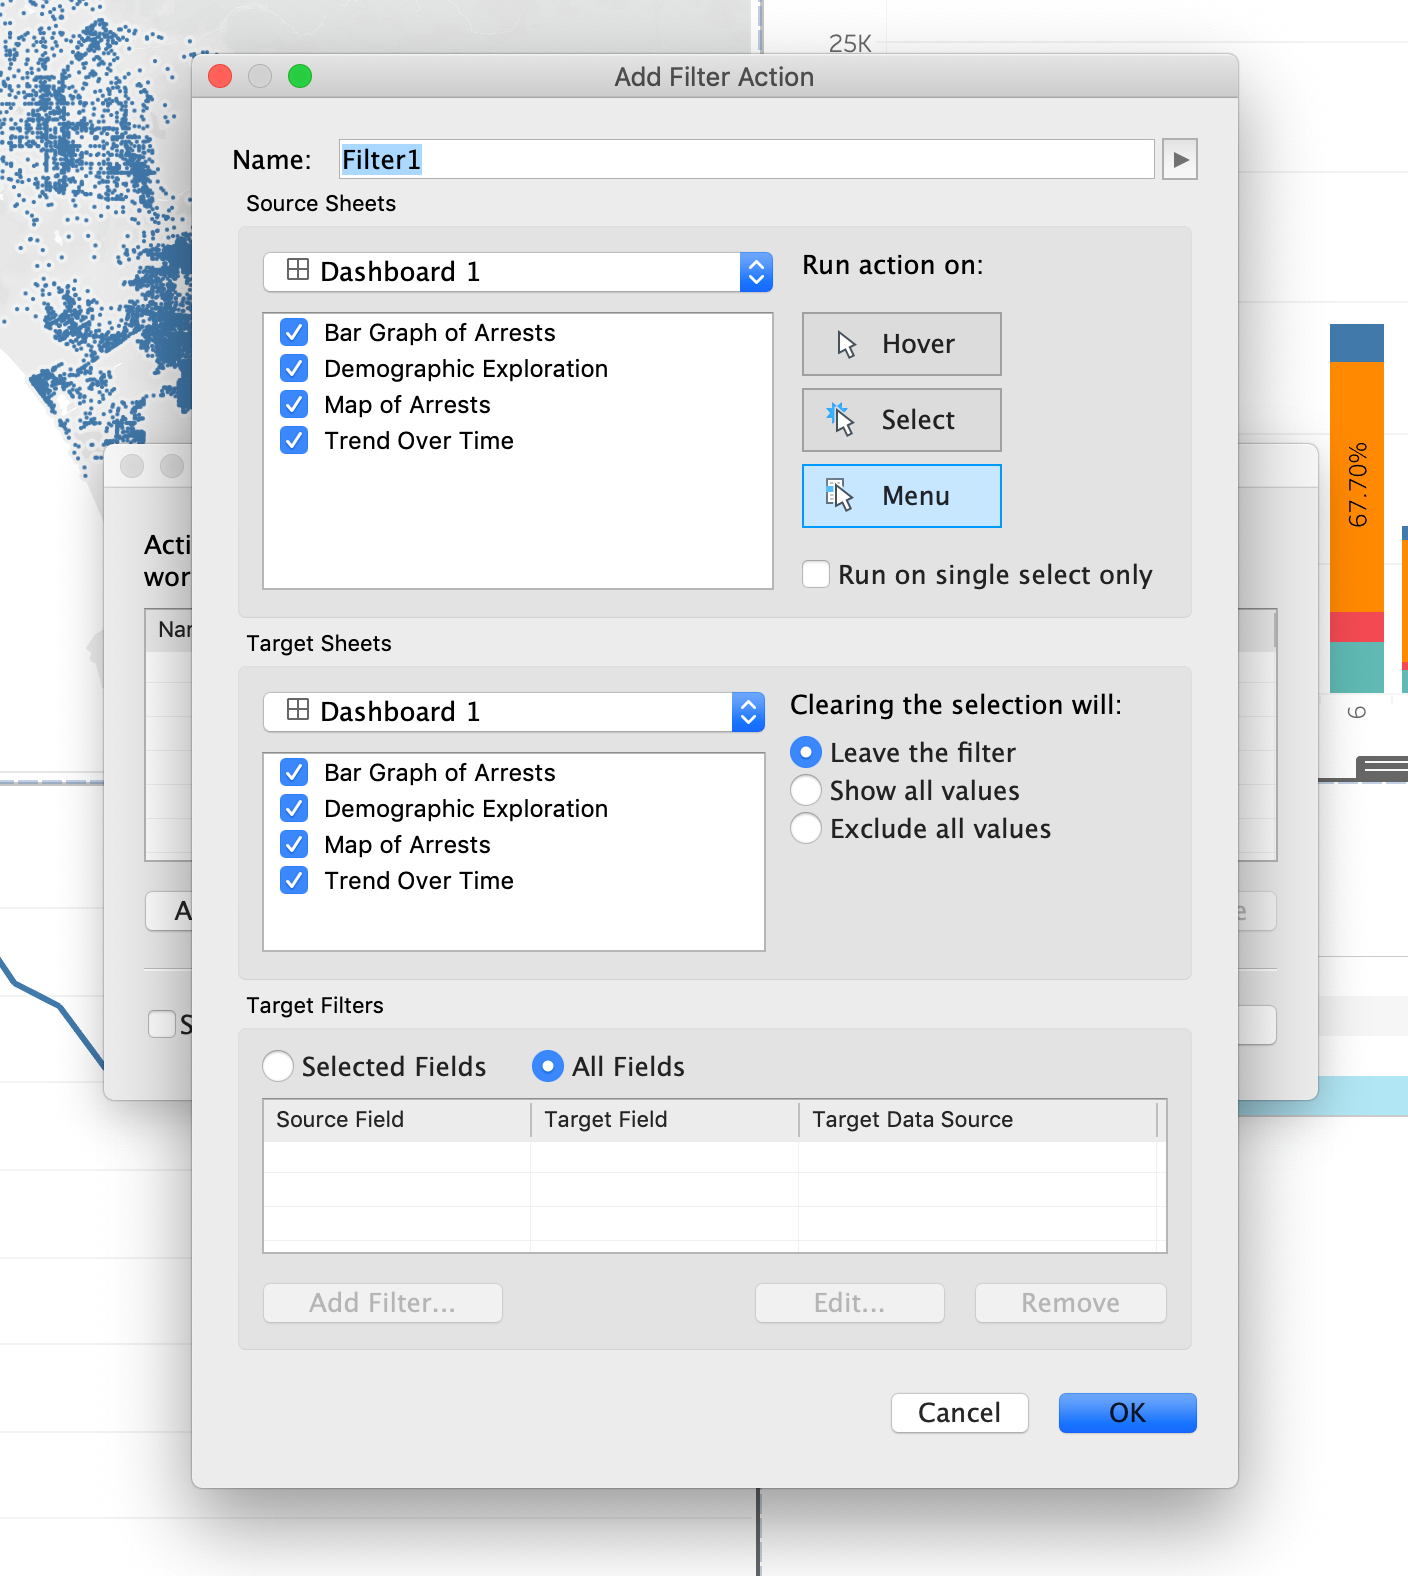 25K
Add Filter Action
Name: Filter1
Source Sheets
Dashboard 1
Run action on:
Bar Graph of Arrests
Demographic Exploration
Map of Arrests
Trend Over Time
Hover
Select
Menu
Run on single select only
Target Sheets
Dashboard 1
Clearing the selection will:
Bar Graph of Arrests
Demographic Exploration
Map of Arrests
Trend Over Time
Leave the filter
Show all values
Exclude all values
Target Filters
Selected Fields All Fields
Source Field Target Field Target Data Source
Add Filter... Edit... Remove
Cancel OK
67.70%
6